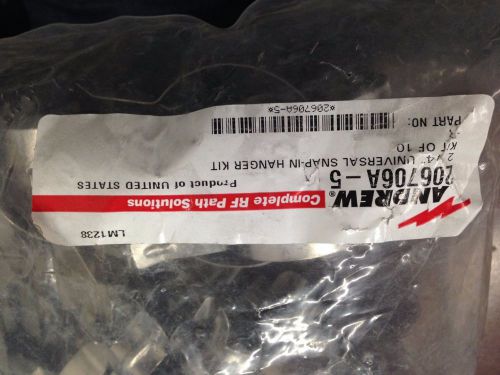 ANDREW®
Complete RF Path Solutions
206706A-5
Product of UNITED STATES
2 ¼" UNIVERSAL SNAP-IN HANGER KIT
KIT OF 10
PART NO:
*206706A-5*
LM1238